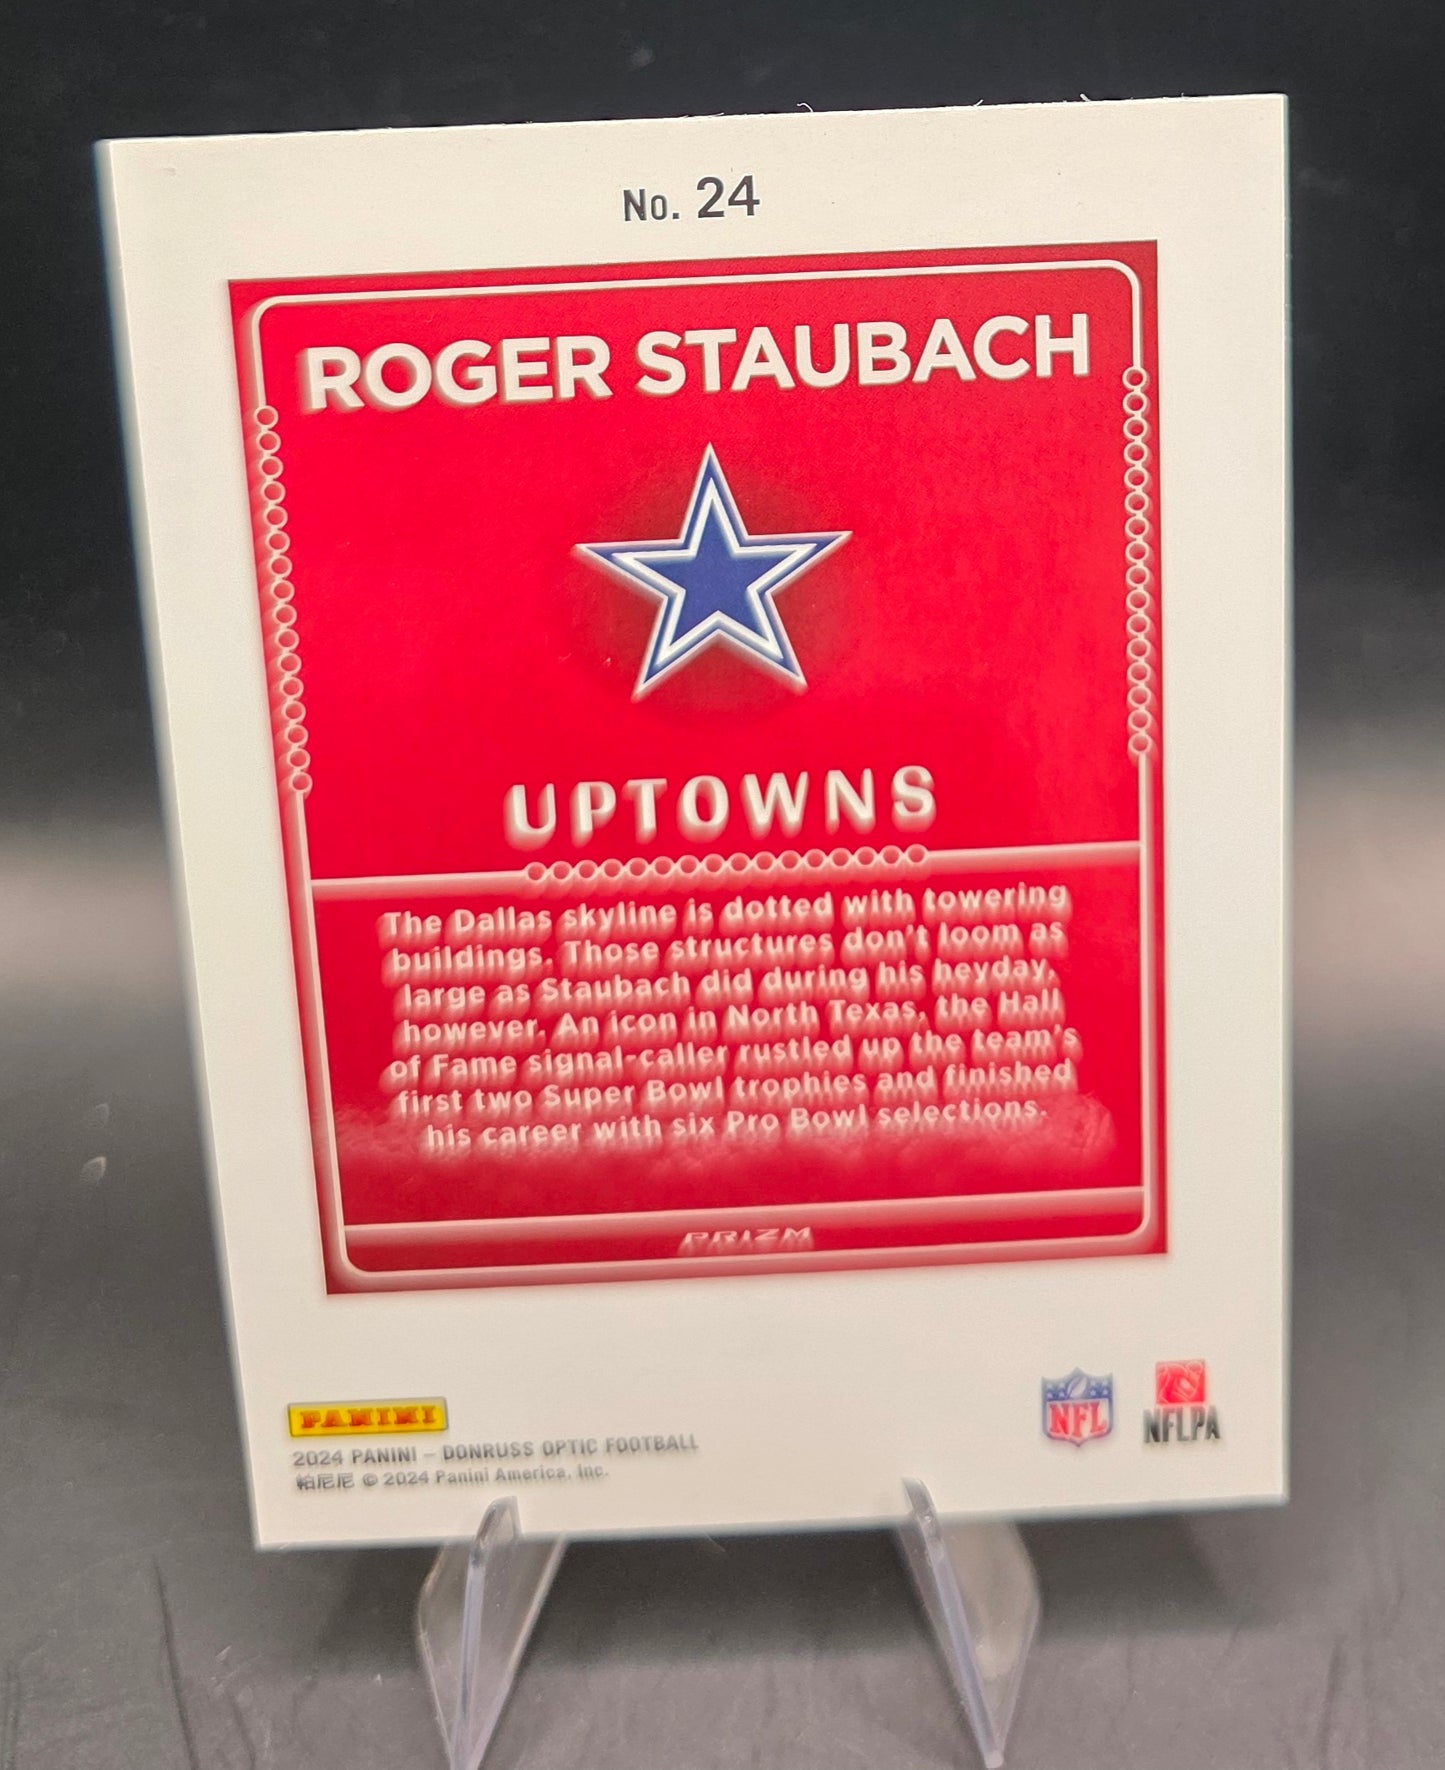 No. 24
ROGER STAUBACH
UPTOWNS
The Dallas skyline is dotted with towering
buildings. Those structures don't loom as
large as Staubach did during his heyday,
however. An icon in North Texas, the Hall
of Fame signal-caller rustled up the team's
first two Super Bowl trophies and finished
his career with six Pro Bowl selections.
PRIZM
PANINI
2024 PANINI – DONRUSS OPTIC FOOTBALL
帕尼尼 © 2024 Panini America, Inc.
NFL
NFLPA